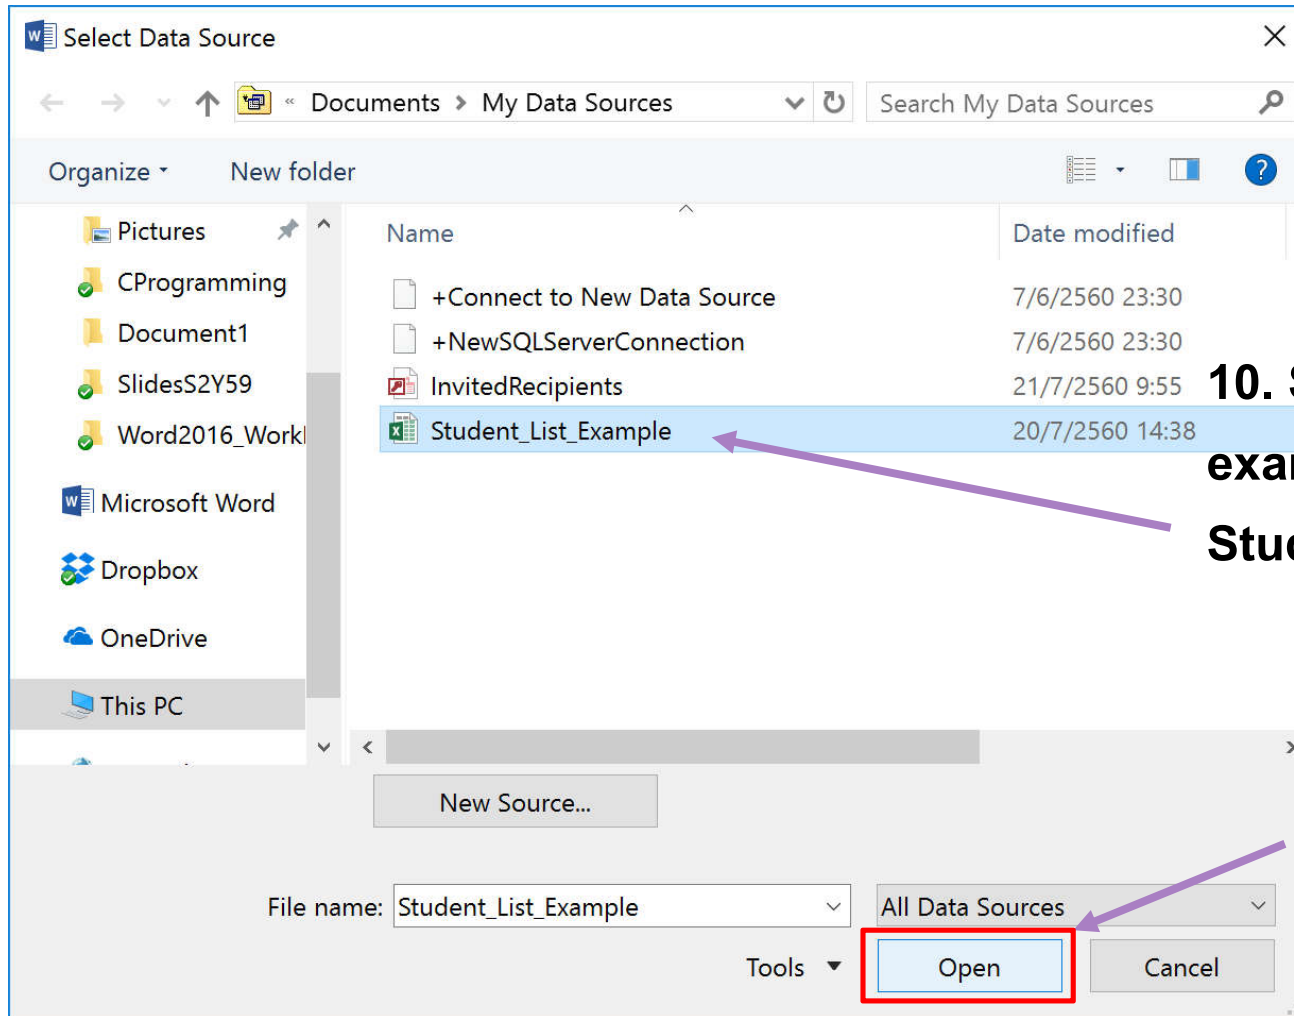 Select Data Source
« Documents > My Data Sources
Search My Data Sources
Organize
New folder
Pictures
CProgramming
Document1
SlidesS2Y59
Microsoft Word
Dropbox
OneDrive
This PC
Name Date modified
+Connect to New Data Source 7/6/2560 23:30
+NewSQLServerConnection 7/6/2560 23:30
InvitedRecipients 21/7/2560 9:55
Student_List_Example 20/7/2560 14:38
10.
New Source...
File name: Student_List_Example
All Data Sources
Tools
Open
Cancel